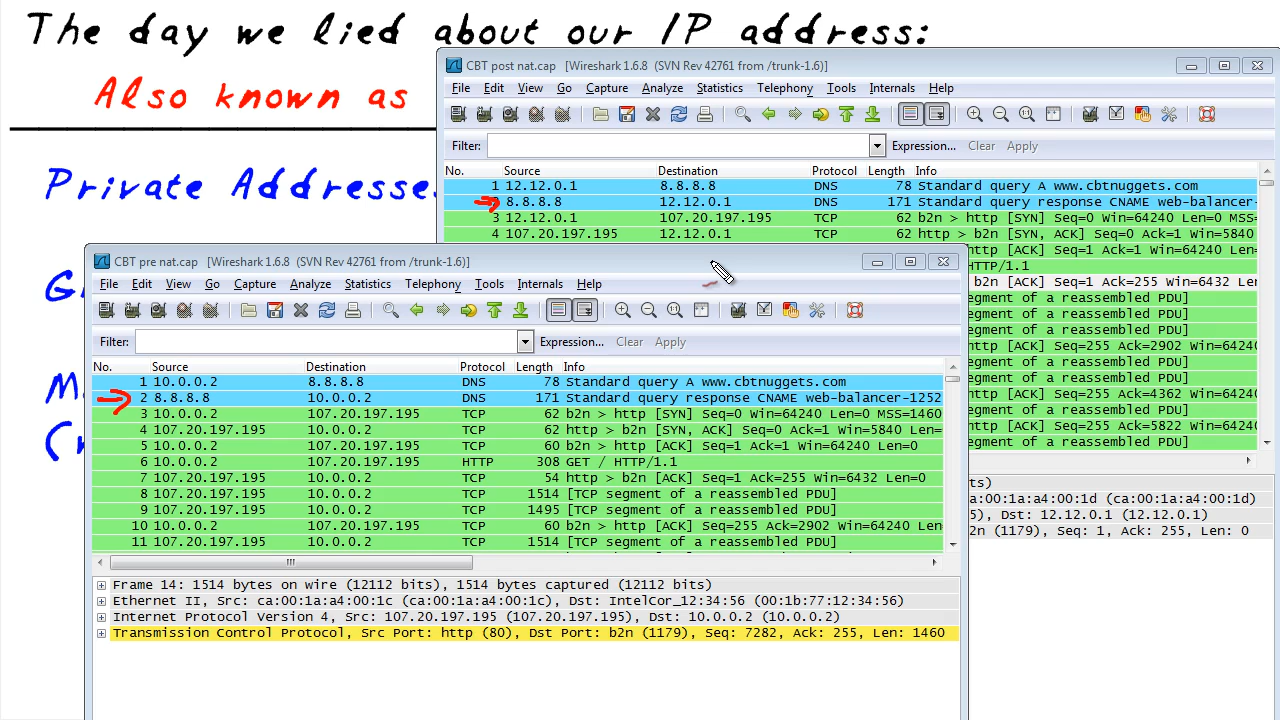 The day we lied about our IP address:
Also known as
Private Addresses
CBT post nat.cap [Wireshark 1.6.8 (SVN Rev 42761 from /trunk-1.6)]
File Edit View Go Capture Analyze Statistics Telephony Tools Internals Help
Filter: Expression... Clear Apply
No. Source Destination Protocol Length Info
1 12.12.0.1 8.8.8.8 DNS 78 Standard query A www.cbtnuggets.com
8.8.8.8 12.12.0.1 DNS 171 Standard query response CNAME web-balancer-
3 12.12.0.1 107.20.197.195 TCP 62 b2n > http [SYN] Seq=0 Win=64240 Len=0 MSS=
4 107.20.197.195 12.12.0.1 TCP 62 http > b2n [SYN, ACK] Seq=0 Ack=1 Win=5840
http [ACK] Seq=1 Ack=1 Win=64240 Len
HTTP/1.1
b2n [ACK] Seq=1 Ack=255 Win=6432 Len
segment of a reassembled PDU]
segment of a reassembled PDU]
segment of a reassembled PDU]
http [ACK] Seq=255 Ack=2902 Win=6424
segment of a reassembled PDU]
segment of a reassembled PDU]
http [ACK] Seq=255 Ack=4362 Win=6424
segment of a reassembled PDU]
http [ACK] Seq=255 Ack=5822 Win=6424
segment of a reassembled PDU]
ts)
a:00:1a:a4:00:1d (ca:00:1a:a4:00:1d)
5), Dst: 12.12.0.1 (12.12.0.1)
2n (1179), Seq: 1, Ack: 255, Len: 0
CBT pre nat.cap [Wireshark 1.6.8 (SVN Rev 42761 from /trunk-1.6)]
File Edit View Go Capture Analyze Statistics Telephony Tools Internals Help
Filter: Expression... Clear Apply
No. Source Destination Protocol Length Info
1 10.0.0.2 8.8.8.8 DNS 78 Standard query A www.cbtnuggets.com
2 8.8.8.8 10.0.0.2 DNS 171 Standard query response CNAME web-balancer-1252
3 10.0.0.2 107.20.197.195 TCP 62 b2n > http [SYN] Seq=0 Win=64240 Len=0 MSS=1460
4 107.20.197.195 10.0.0.2 TCP 62 http > b2n [SYN, ACK] Seq=0 Ack=1 Win=5840 Len=0
5 10.0.0.2 107.20.197.195 TCP 60 b2n > http [ACK] Seq=1 Ack=1 Win=64240 Len=0
6 10.0.0.2 107.20.197.195 HTTP 308 GET / HTTP/1.1
7 107.20.197.195 10.0.0.2 TCP 54 http > b2n [ACK] Seq=1 Ack=255 Win=6432 Len=0
8 107.20.197.195 10.0.0.2 TCP 1514 [TCP segment of a reassembled PDU]
9 107.20.197.195 10.0.0.2 TCP 1495 [TCP segment of a reassembled PDU]
10 10.0.0.2 107.20.197.195 TCP 60 b2n > http [ACK] Seq=255 Ack=2902 Win=64240 Len=
11 107.20.197.195 10.0.0.2 TCP 1514 [TCP segment of a reassembled PDU]
Frame 14: 1514 bytes on wire (12112 bits), 1514 bytes captured (12112 bits)
Ethernet II, Src: ca:00:1a:a4:00:1c (ca:00:1a:a4:00:1c), Dst: IntelCor_12:34:56 (00:1b:77:12:34:56)
Internet Protocol Version 4, Src: 107.20.197.195 (107.20.197.195), Dst: 10.0.0.2 (10.0.0.2)
Transmission Control Protocol, Src Port: http (80), Dst Port: b2n (1179), Seq: 7282, Ack: 255, Len: 1460